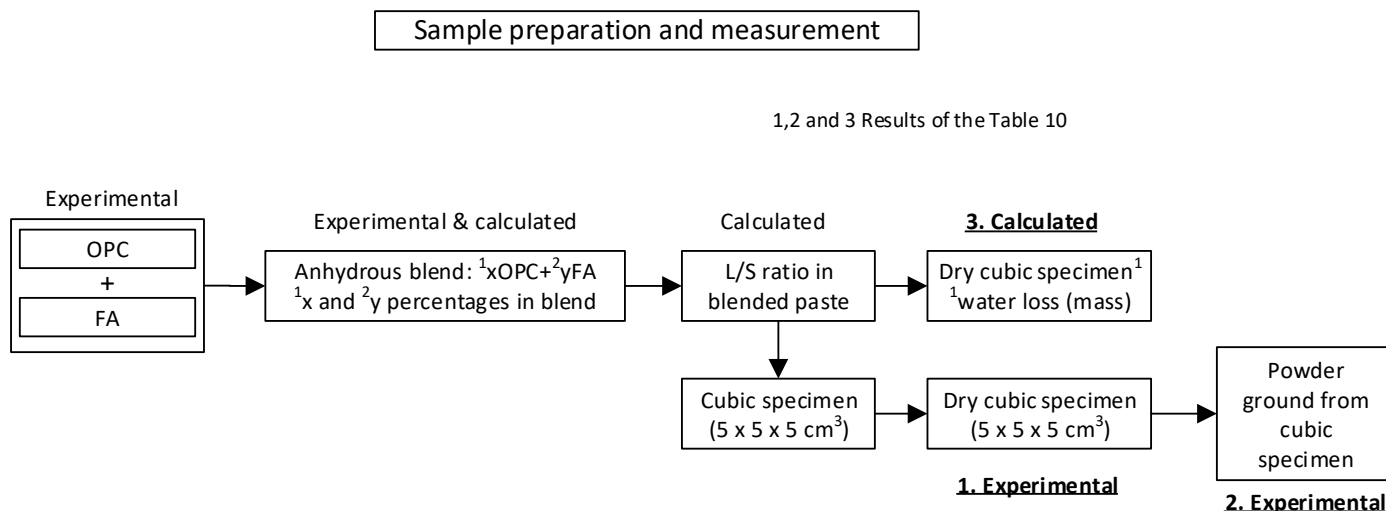 Sample preparation and measurement
1,2 and 3 Results of the Table 10
Experimental
OPC
+
FA
Experimental & calculated
Anhydrous blend: ¹xOPC+²yFA
¹x and ²y percentages in blend
Calculated
L/S ratio in
blended paste
3. Calculated
Dry cubic specimen¹
¹water loss (mass)
Cubic specimen
(5 x 5 x 5 cm³)
Dry cubic specimen
(5 x 5 x 5 cm³)
1. Experimental
Powder
ground from
cubic
specimen
2. Experimental